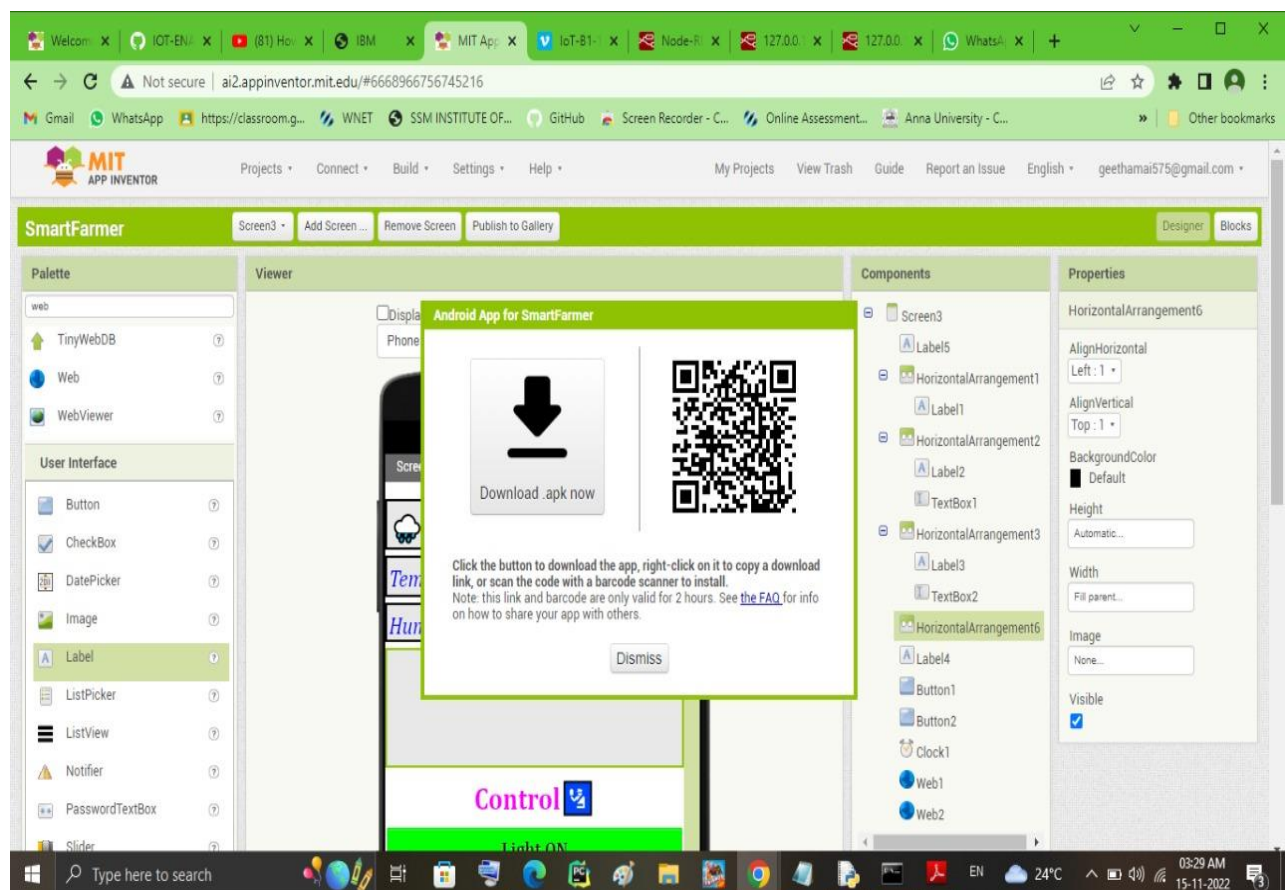 Welcom
IOT-ENA
(81) Hov
IBM
MIT App
IoT-B1-1
Node-RI
127.0.0.1
127.0.0.
WhatsA
Not secure
ai2.appinventor.mit.edu/#6668966756745216
Gmail
WhatsApp
https://classroom.g...
WNET
SSM INSTITUTE OF...
GitHub
Screen Recorder - C...
Online Assessment...
Anna University - C...
»
Other bookmarks
MIT
APP INVENTOR
Projects
Connect
Build
Settings
Help
My Projects
View Trash
Guide
Report an Issue
English
geethamai575@gmail.com
SmartFarmer
Screen3
Add Screen ...
Remove Screen
Publish to Gallery
Designer
Blocks
Palette
web
TinyWebDB
Web
WebViewer
User Interface
Button
CheckBox
DatePicker
Image
Label
ListPicker
ListView
Notifier
PasswordTextBox
Slider
Viewer
Displa
Phone
Scre
Tem
Hun
Control
Light ON
Android App for SmartFarmer
Download .apk now
Click the button to download the app, right-click on it to copy a download
link, or scan the code with a barcode scanner to install.
Note: this link and barcode are only valid for 2 hours. See the FAQ for info
on how to share your app with others.
Dismiss
Components
Screen3
Label5
HorizontalArrangement1
Label1
HorizontalArrangement2
Label2
TextBox1
HorizontalArrangement3
Label3
TextBox2
HorizontalArrangement6
Label4
Button1
Button2
Clock1
Web1
Web2
Properties
HorizontalArrangement6
AlignHorizontal
Left : 1
AlignVertical
Top : 1
BackgroundColor
Default
Height
Automatic...
Width
Fill parent...
Image
None...
Visible
Type here to search
EN
24°C
03:29 AM
15-11-2022